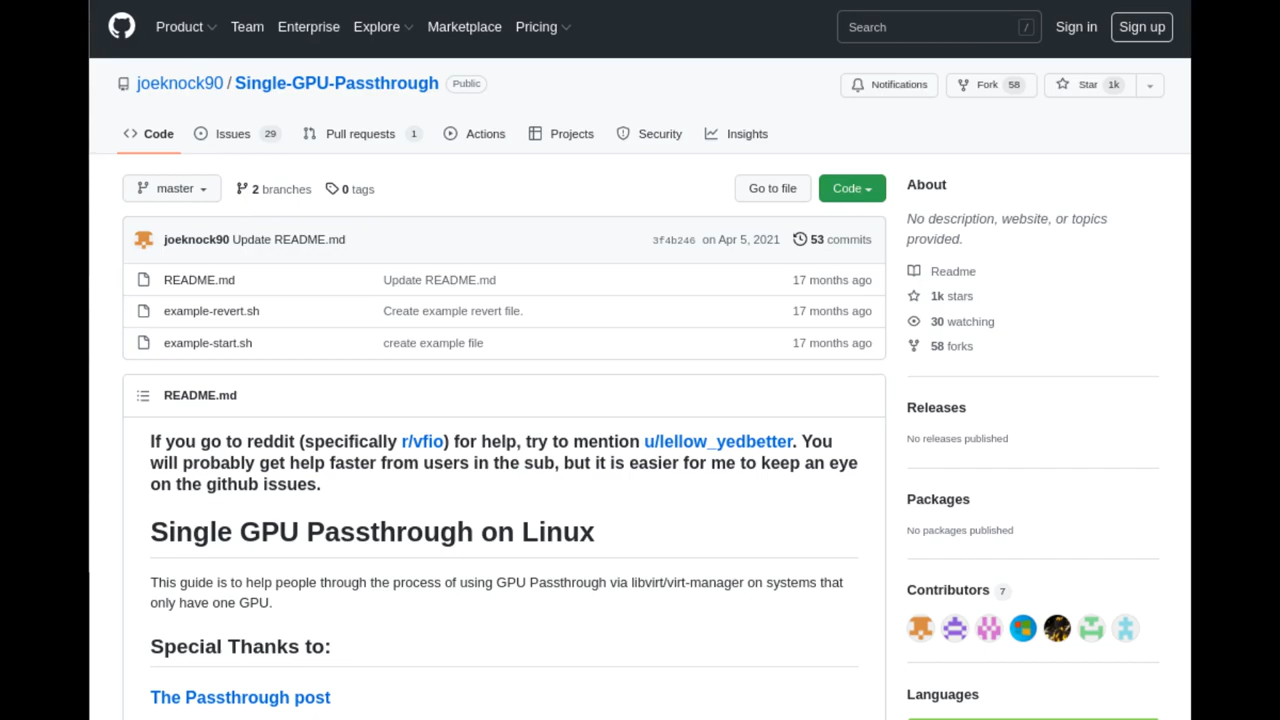 Product Team Enterprise Explore Marketplace Pricing Search / Sign in Sign up
joeknock90 / Single-GPU-Passthrough Public Notifications Fork 58 Star 1k
Code Issues 29 Pull requests 1 Actions Projects Security Insights
master 2 branches 0 tags Go to file Code
joeknock90 Update README.md 3f4b246 on Apr 5, 2021 53 commits
README.md Update README.md 17 months ago
example-revert.sh Create example revert file. 17 months ago
example-start.sh create example file 17 months ago
README.md
If you go to reddit (specifically r/vfio) for help, try to mention u/lellow_yedbetter. You
will probably get help faster from users in the sub, but it is easier for me to keep an eye
on the github issues.
Single GPU Passthrough on Linux
This guide is to help people through the process of using GPU Passthrough via libvirt/virt-manager on systems that
only have one GPU.
Special Thanks to:
The Passthrough post
About
No description, website, or topics
provided.
Readme
1k stars
30 watching
58 forks
Releases
No releases published
Packages
No packages published
Contributors 7
Languages